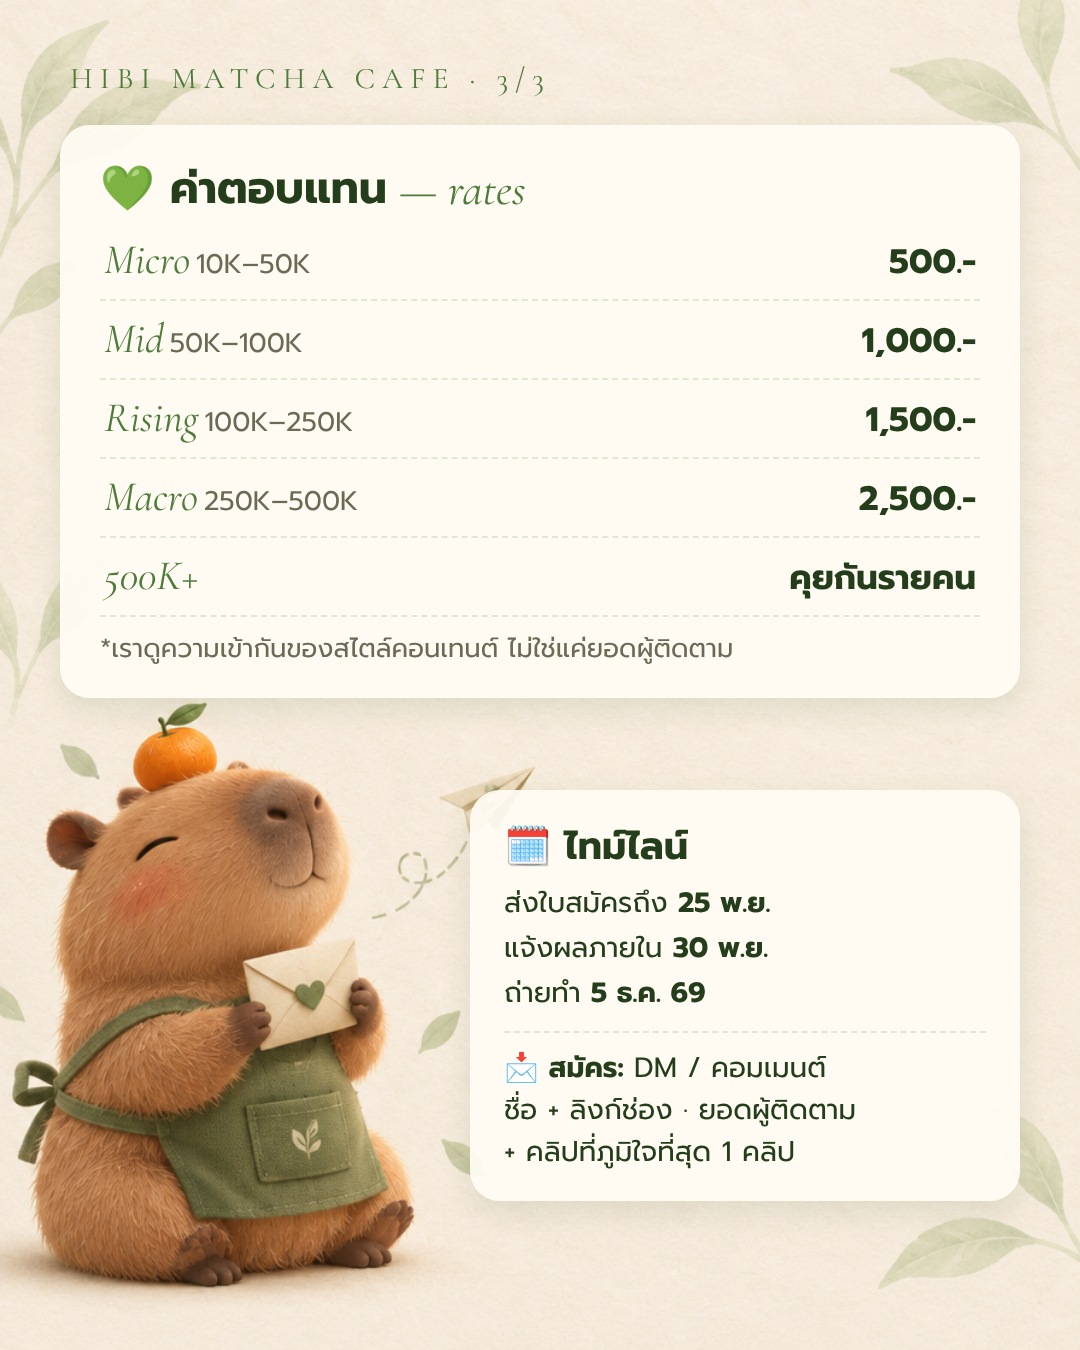 HIBI MATCHA CAFE · 3/3
💚 ค่าตอบแทน — rates
Micro 10K–50K 500.-
Mid 50K–100K 1,000.-
Rising 100K–250K 1,500.-
Macro 250K–500K 2,500.-
500K+ คุยกันรายคน
*เราดูความเข้ากันของสไตล์คอนเทนต์ ไม่ใช่แค่ยอดผู้ติดตาม
🗓️ ไทม์ไลน์
ส่งใบสมัครถึง 25 พ.ย.
แจ้งผลภายใน 30 พ.ย.
ถ่ายทำ 5 ธ.ค. 69
📩 สมัคร: DM / คอมเมนต์
ชื่อ + ลิงก์ช่อง · ยอดผู้ติดตาม
+ คลิปที่ภูมิใจที่สุด 1 คลิป